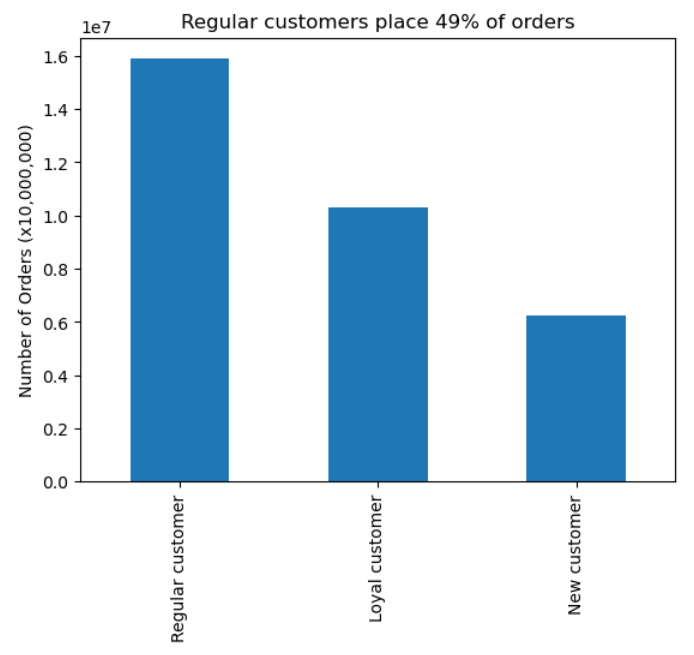 Regular customers place 49% of orders
1e7
Number of Orders (x10,000,000)
1.6
1.4
1.2
1.0
0.8
0.6
0.4
0.2
0.0
Regular customer
Loyal customer
New customer